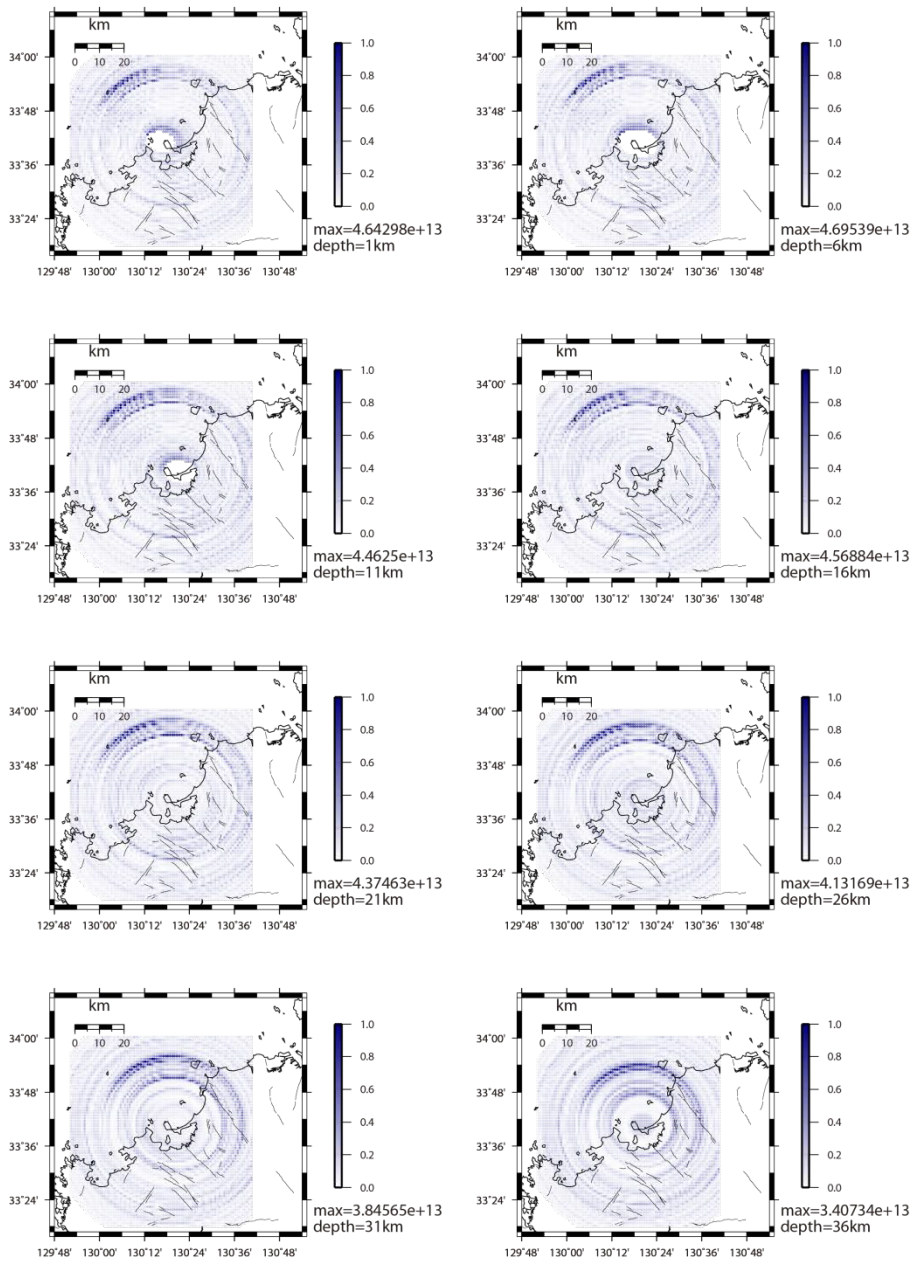 km
0 10 20
34°00'
33°48'
33°36'
33°24'
129°48' 130°00' 130°12' 130°24' 130°36' 130°48'
1.0
0.8
0.6
0.4
0.2
0.0
max=4.64298e+13
depth=1km
km
0 10 20
34°00'
33°48'
33°36'
33°24'
129°48' 130°00' 130°12' 130°24' 130°36' 130°48'
1.0
0.8
0.6
0.4
0.2
0.0
max=4.69539e+13
depth=6km
km
0 10 20
34°00'
33°48'
33°36'
33°24'
129°48' 130°00' 130°12' 130°24' 130°36' 130°48'
1.0
0.8
0.6
0.4
0.2
0.0
max=4.4625e+13
depth=11km
km
0 10 20
34°00'
33°48'
33°36'
33°24'
129°48' 130°00' 130°12' 130°24' 130°36' 130°48'
1.0
0.8
0.6
0.4
0.2
0.0
max=4.56884e+13
depth=16km
km
0 10 20
34°00'
33°48'
33°36'
33°24'
129°48' 130°00' 130°12' 130°24' 130°36' 130°48'
1.0
0.8
0.6
0.4
0.2
0.0
max=4.37463e+13
depth=21km
km
0 10 20
34°00'
33°48'
33°36'
33°24'
129°48' 130°00' 130°12' 130°24' 130°36' 130°48'
1.0
0.8
0.6
0.4
0.2
0.0
max=4.13169e+13
depth=26km
km
0 10 20
34°00'
33°48'
33°36'
33°24'
129°48' 130°00' 130°12' 130°24' 130°36' 130°48'
1.0
0.8
0.6
0.4
0.2
0.0
max=3.84565e+13
depth=31km
km
0 10 20
34°00'
33°48'
33°36'
33°24'
129°48' 130°00' 130°12' 130°24' 130°36' 130°48'
1.0
0.8
0.6
0.4
0.2
0.0
max=3.40734e+13
depth=36km